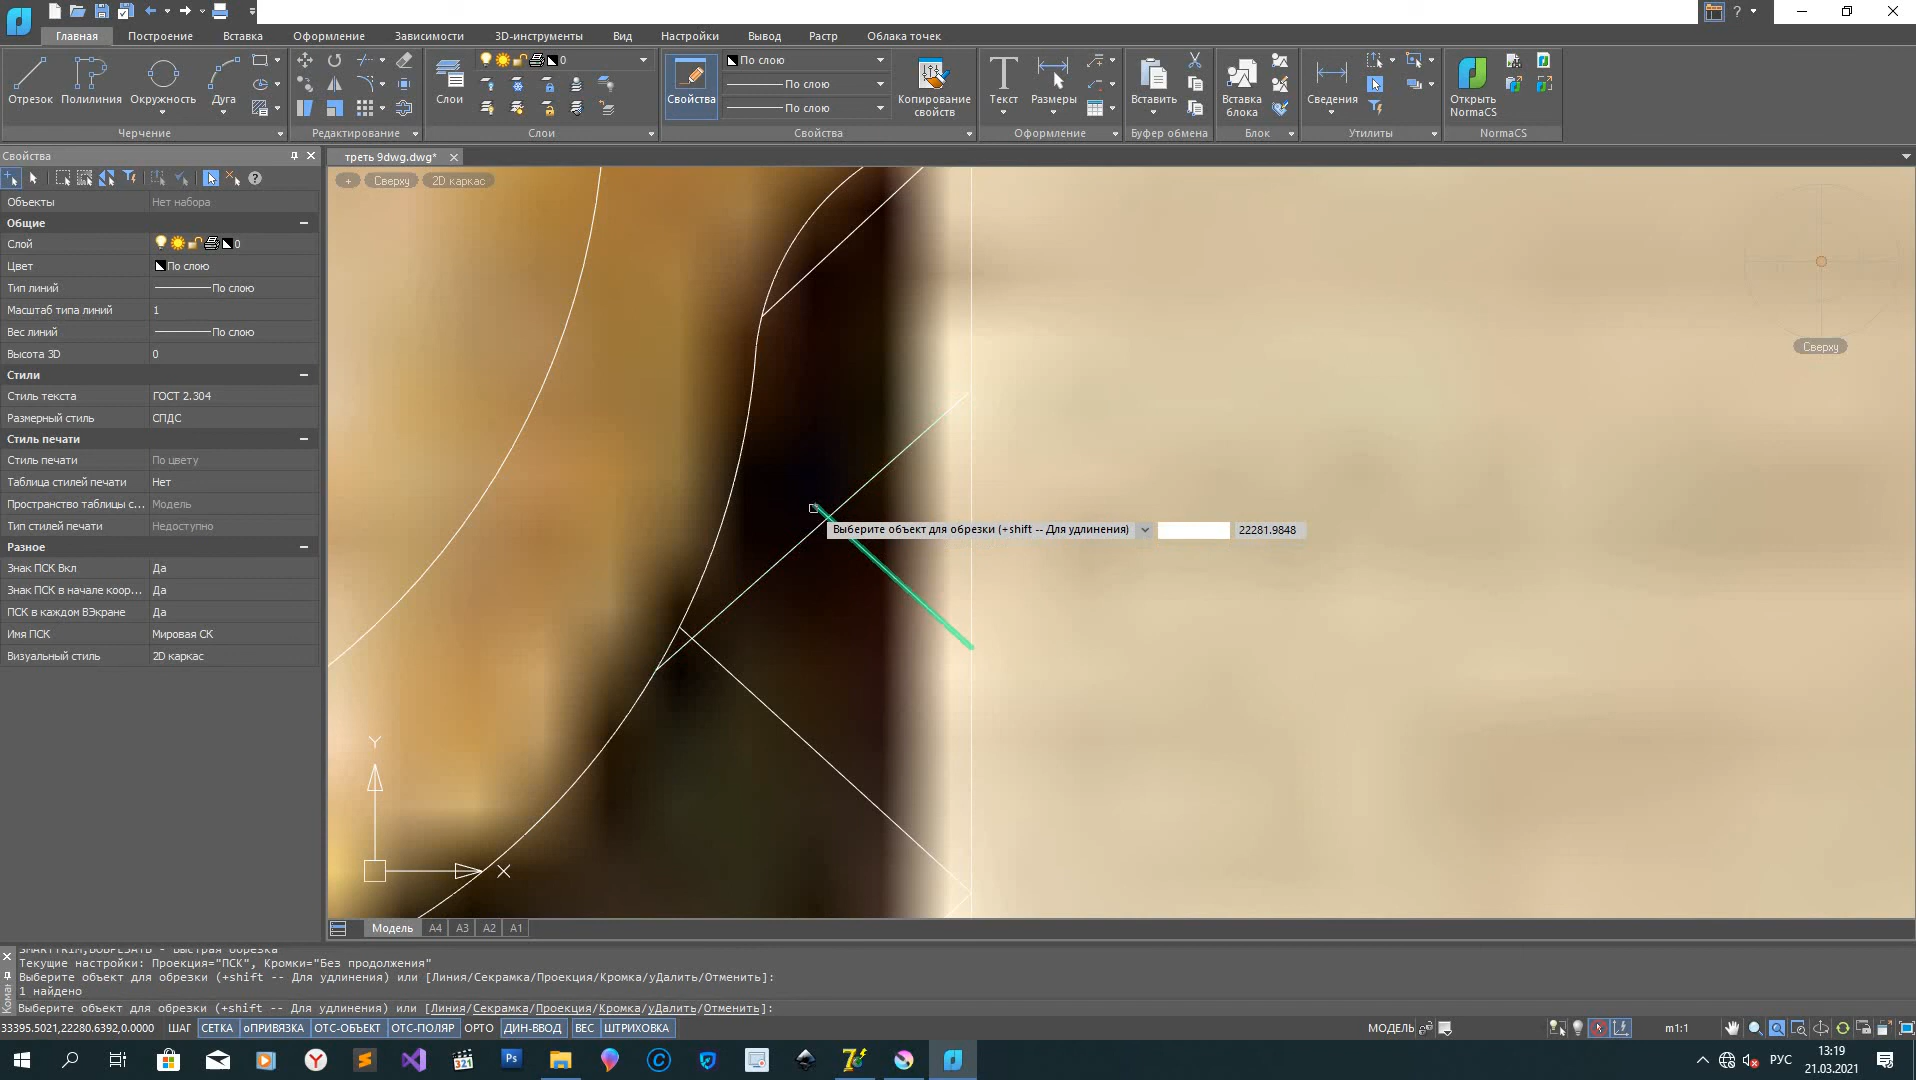 Главная Построение Вставка Оформление Зависимости 3D-инструменты Вид Вывод Настройки Растр Облака точек
Отрезок Полилиния Окружность Дуга
Черчение
Редактирование
Слои
0
Слои
Свойства
По слою
По слою
По слою
Копирование свойств
Свойства
Текст Размеры
Оформление
Вставить
Буфер обмена
Вставка блока
Блок
Сведения
Утилиты
Открыть NormaCS
NormaCS
Свойства
треть 9dwg.dwg*
+ Сверху 2D каркас
Объекты Нет набора
Общие
Слой 0
Цвет По слою
Тип линий По слою
Масштаб типа линий 1
Вес линий По слою
Высота 3D 0
Стили
Стиль текста ГОСТ 2.304
Размерный стиль СПДС
Стиль печати
Стиль печати По цвету
Таблица стилей печати Нет
Пространство таблицы с... Модель
Тип стилей печати Недоступно
Разное
Знак ПСК Вкл Да
Знак ПСК в начале коор... Да
ПСК в каждом ВЭкране Да
Имя ПСК Мировая СК
Визуальный стиль 2D каркас
Сверху
Выберите объект для обрезки (+shift -- Для удлинения) 22281.9848
Y
X
Модель A4 A3 A2 A1
Текущие настройки: Проекция="ПСК", Кромки="Без продолжения"
Выберите объект для обрезки (+shift -- Для удлинения) или [Линия/Секрамка/Проекция/Кромка/уДалить/Отменить]:
1 найдено
Выберите объект для обрезки (+shift -- Для удлинения) или [Линия/Секрамка/Проекция/Кромка/уДалить/Отменить]:
33395.5021,22280.6392,0.0000 ШАГ СЕТКА оПРИВЯЗКА ОТС-ОБЪЕКТ ОТС-ПОЛЯР ОРТО ДИН-ВВОД ВЕС ШТРИХОВКА МОДЕЛЬ m1:1
321 Ps РУС 13:19
21.03.2021